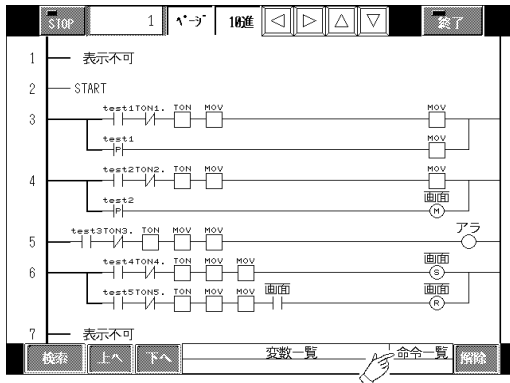 STOP 1 ﾍﾟｰｼﾞ 10進 終了
1 表示不可
2 START
test1TON1. TON MOV MOV
3
test1 MOV
P
test2TON2. TON MOV MOV
4
test2 画面
P M
test3TON3. TON MOV MOV アラ
5
test4TON4. TON MOV MOV 画面
6 S
test5TON5. TON MOV MOV 画面 画面
R
7 表示不可
検索 上へ 下へ 変数一覧 命令一覧 解除